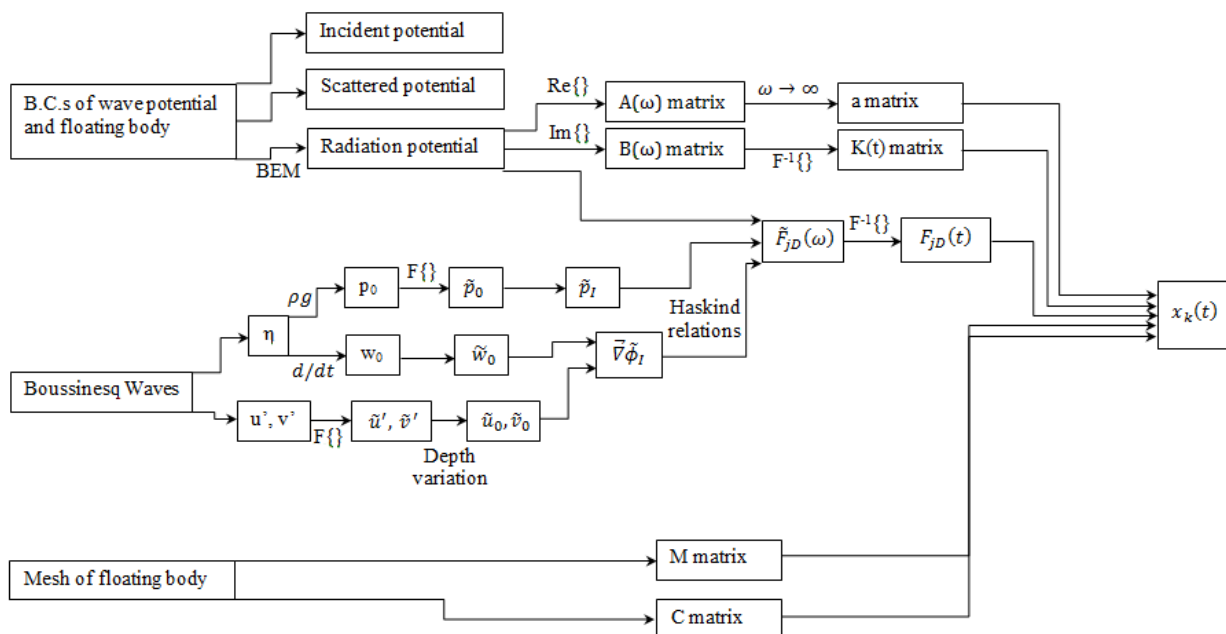 Incident potential
Scattered potential
B.C.s of wave potential
and floating body
Radiation potential
BEM
Re{}
A(ω) matrix
ω → ∞
a matrix
Im{}
B(ω) matrix
F⁻¹{}
K(t) matrix
F̃ⱼD(ω)
F⁻¹{}
FⱼD(t)
xₖ(t)
Haskind
relations
Boussinesq Waves
η
ρg
p₀
F{}
p̃₀
p̃_I
d/dt
w₀
w̃₀
∇⃗ϕ̃_I
u’, v’
F{}
ũ′, ṽ′
ũ₀, ṽ₀
Depth
variation
Mesh of floating body
M matrix
C matrix